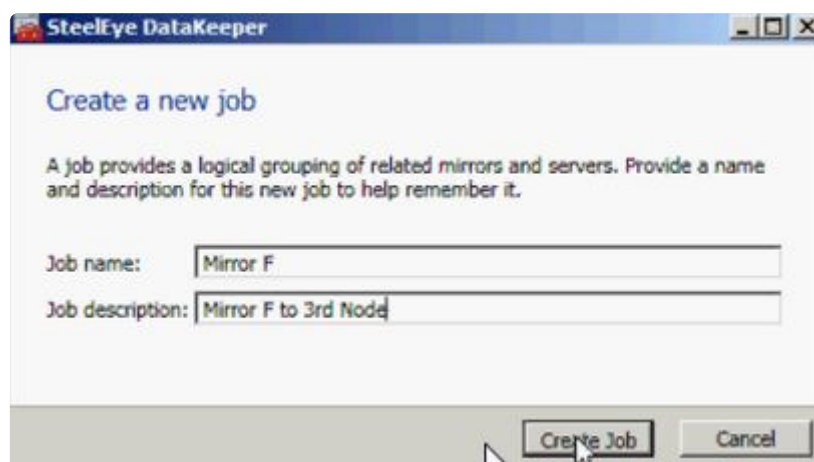 SteelEye DataKeeper
Create a new job
A job provides a logical grouping of related mirrors and servers. Provide a name
and description for this new job to help remember it.
Job name: Mirror F
Job description: Mirror F to 3rd Node
Create Job Cancel